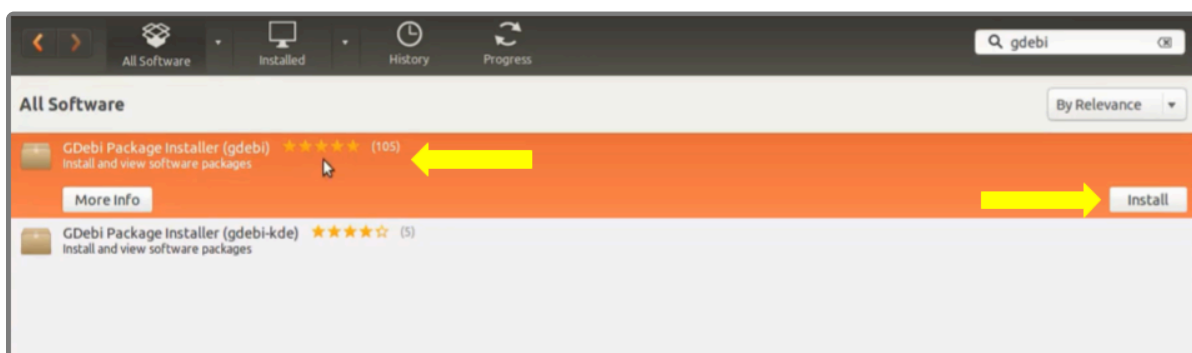 All Software
Installed
History
Progress
gdebi
All Software
By Relevance
GDebi Package Installer (gdebi) (105)
Install and view software packages
More Info
Install
GDebi Package Installer (gdebi-kde) (5)
Install and view software packages